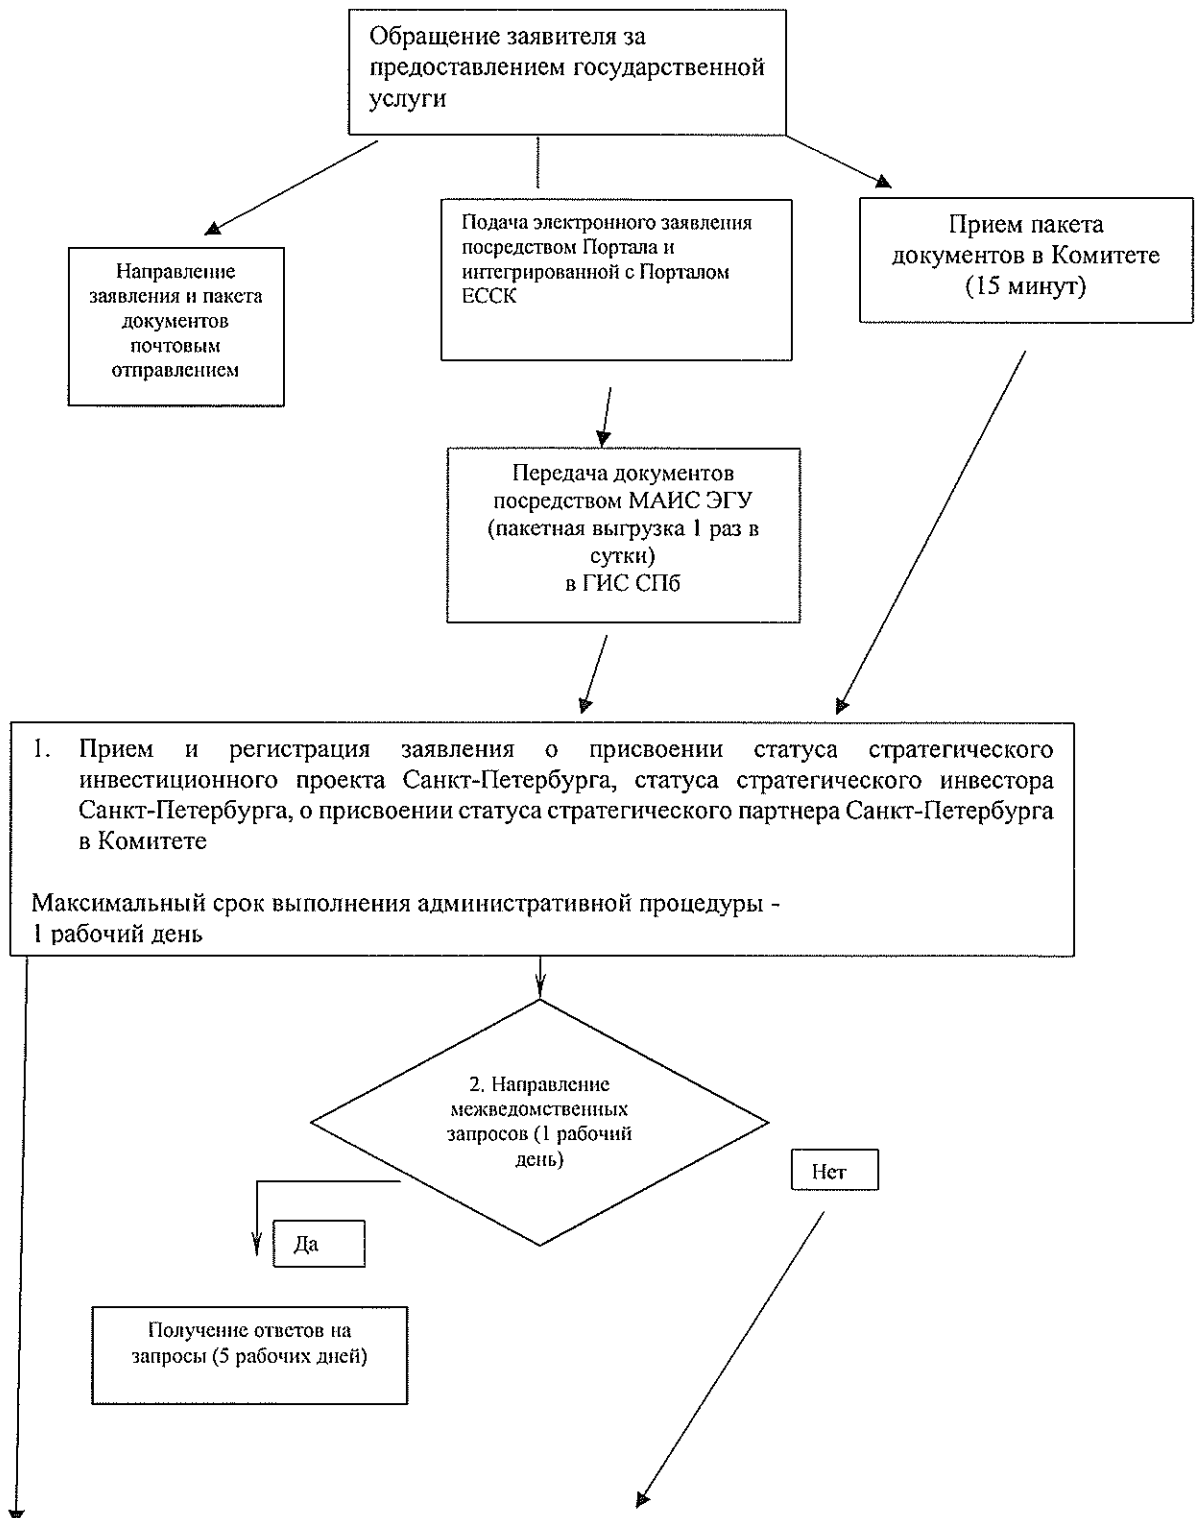 Обращение заявителя за
предоставлением государственной
услуги
Направление
заявления и пакета
документов
почтовым
отправлением
Подача электронного заявления
посредством Портала и
интегрированной с Порталом
ЕССК
Прием пакета
документов в Комитете
(15 минут)
Передача документов
посредством МАИС ЭГУ
(пакетная выгрузка 1 раз в
сутки)
в ГИС СПб
1. Прием и регистрация заявления о присвоении статуса стратегического
инвестиционного проекта Санкт-Петербурга, статуса стратегического инвестора
Санкт-Петербурга, о присвоении статуса стратегического партнера Санкт-Петербурга
в Комитете
Максимальный срок выполнения административной процедуры -
1 рабочий день
2. Направление
межведомственных
запросов (1 рабочий
день)
Нет
Да
Получение ответов на
запросы (5 рабочих дней)